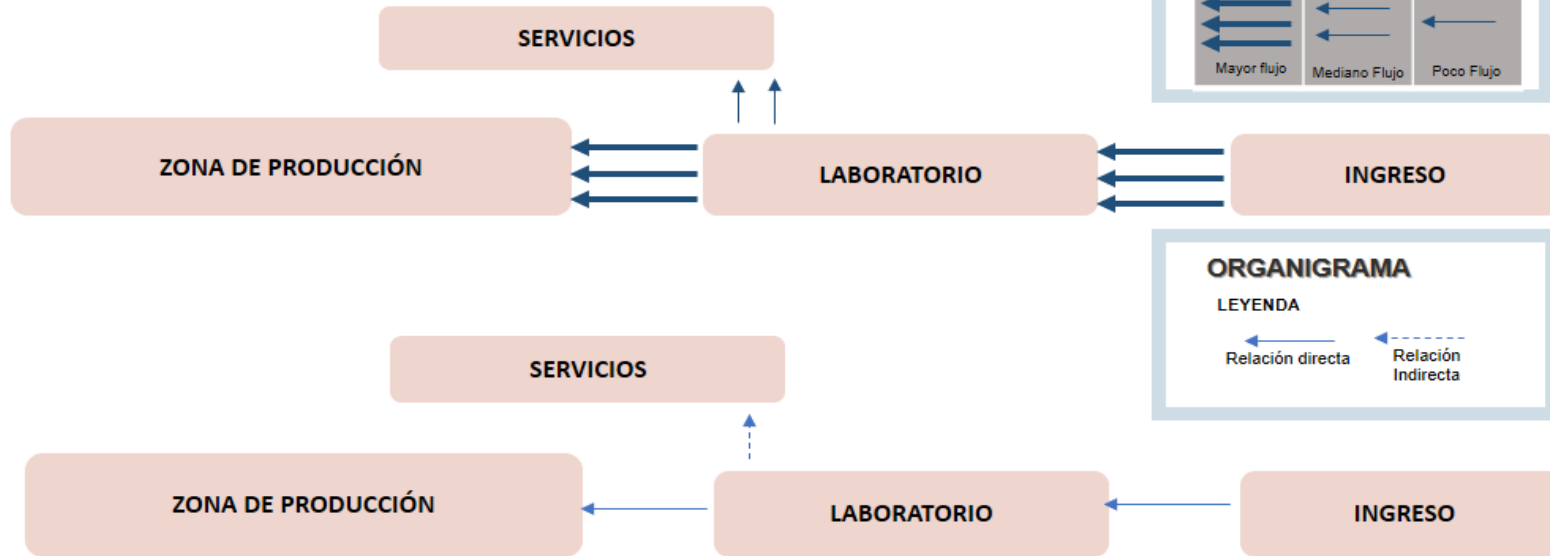 Mayor flujo Mediano Flujo Poco Flujo
SERVICIOS
ZONA DE PRODUCCIÓN
LABORATORIO
INGRESO
ORGANIGRAMA
LEYENDA
Relación directa
Relación
Indirecta
SERVICIOS
ZONA DE PRODUCCIÓN
LABORATORIO
INGRESO